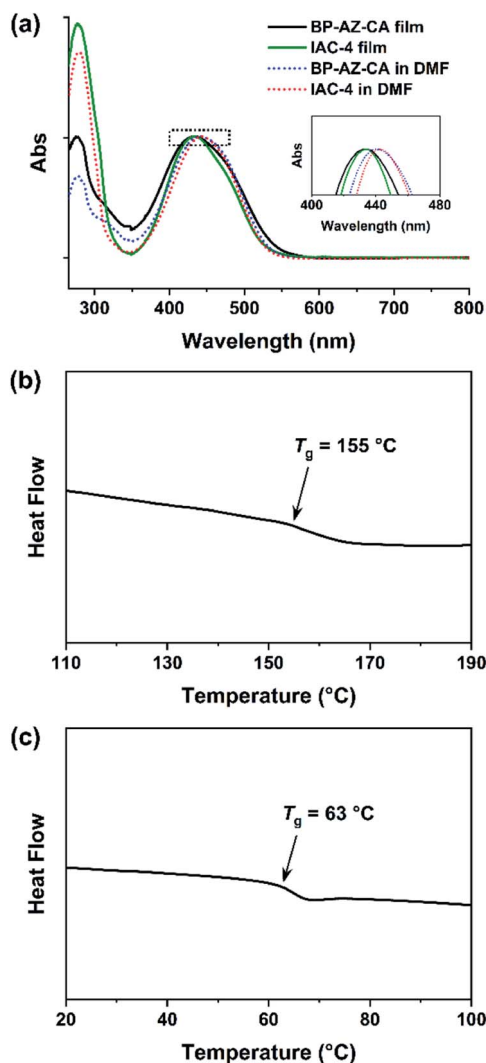 (a)
BP-AZ-CA film
IAC-4 film
BP-AZ-CA in DMF
IAC-4 in DMF
Abs
Abs
400 440 480
Wavelength (nm)
300 400 500 600 700 800
Wavelength (nm)
(b)
Tg = 155 °C
Heat Flow
110 130 150 170 190
Temperature (°C)
(c)
Tg = 63 °C
Heat Flow
20 40 60 80 100
Temperature (°C)